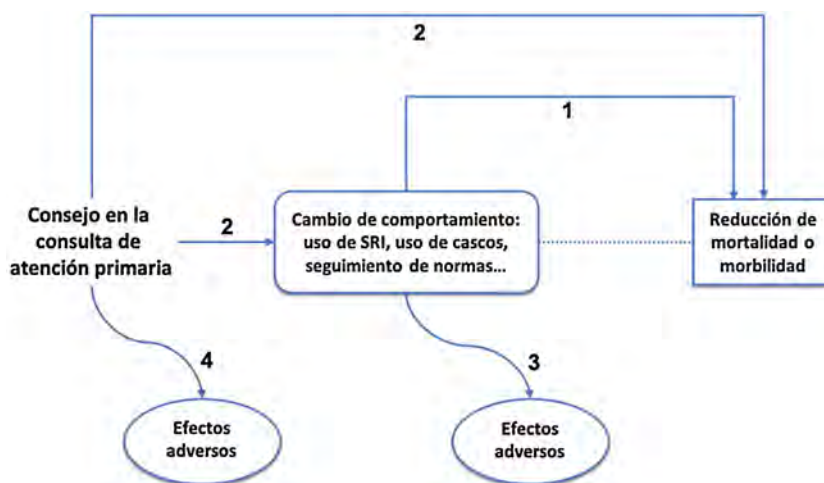 2
1
Consejo en la
consulta de
atención primaria
2
Cambio de comportamiento:
uso de SRI, uso de cascos,
seguimiento de normas...
Reducción de
mortalidad o
morbilidad
4
3
Efectos
adversos
Efectos
adversos